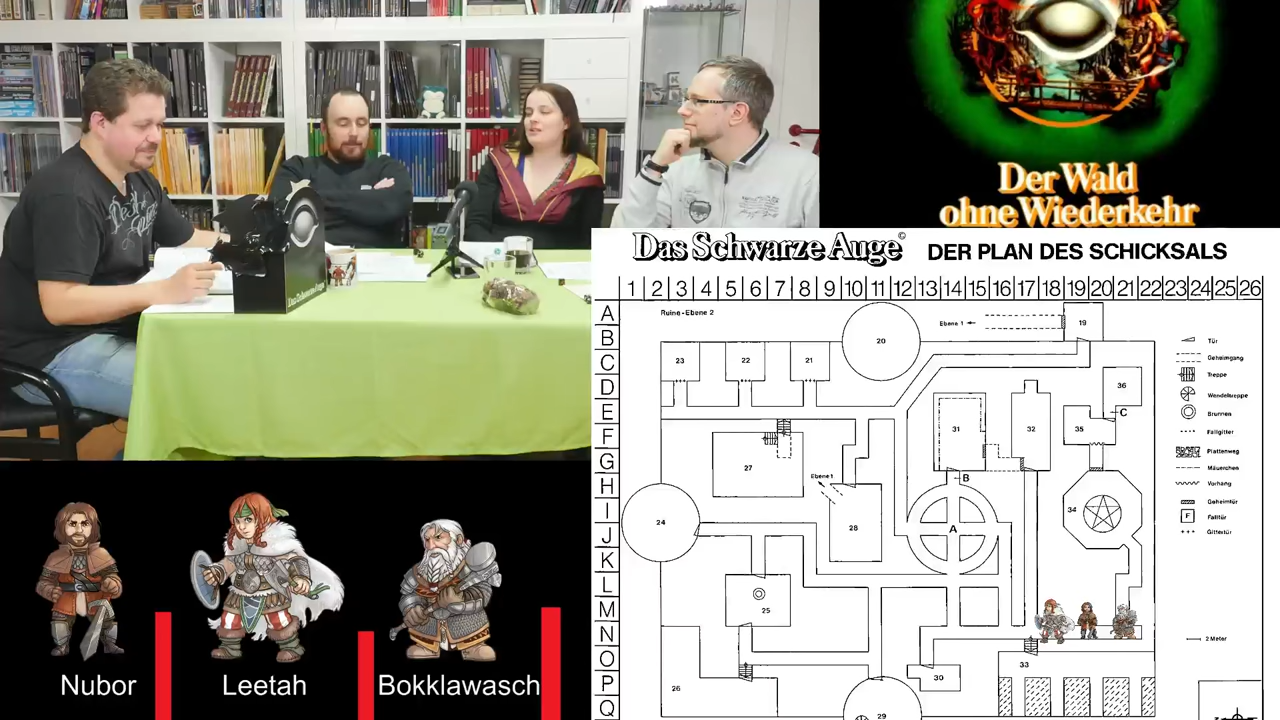 Der Wald
ohne Wiederkehr
Das Schwarze Auge©
DER PLAN DES SCHICKSALS
1 2 3 4 5 6 7 8 9 10 11 12 13 14 15 16 17 18 19 20 21 22 23 24 25 26
A
B
C
D
E
F
G
H
I
J
K
L
M
N
O
P
Q
Ruine - Ebene 2
Ebene 1
19
20
23
22
21
36
C
35
31
32
27
Ebene 1
B
24
28
A
34
25
33
26
30
29
Tür
Geheimgang
Treppe
Wendeltreppe
Brunnen
Fallgitter
Plattenweg
Mäuerchen
Vorhang
Geheimtür
F Falltür
Gittertür
2 Meter
Nubor
Leetah
Bokklawasch